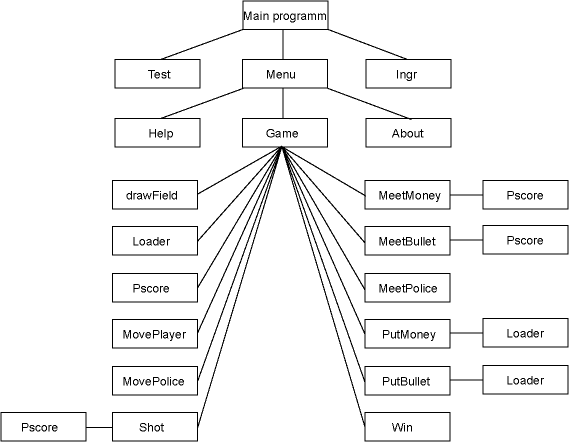 Main programm
Test
Menu
Ingr
Help
Game
About
drawField
MeetMoney
Pscore
Loader
MeetBullet
Pscore
Pscore
MeetPolice
MovePlayer
PutMoney
Loader
MovePolice
PutBullet
Loader
Pscore
Shot
Win